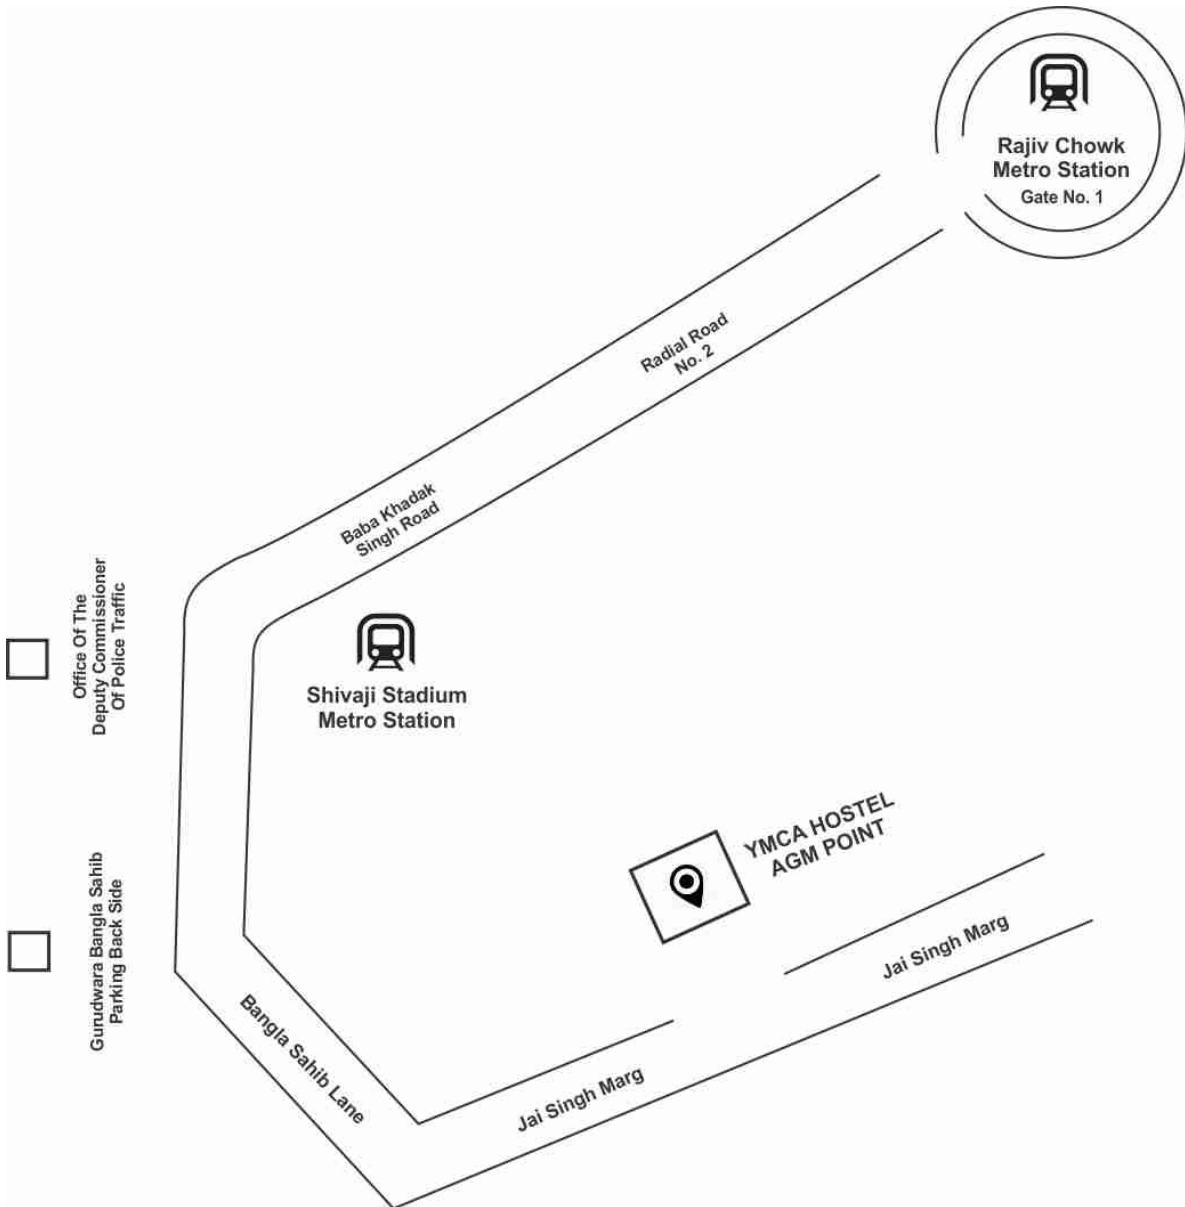 Rajiv Chowk
Metro Station
Gate No. 1
Radial Road
No. 2
Baba Khadak
Singh Road
Office Of The
Deputy Commissioner
Of Police Traffic
Shivaji Stadium
Metro Station
YMCA HOSTEL
AGM POINT
Gurudwara Bangla Sahib
Parking Back Side
Jai Singh Marg
Bangla Sahib Lane
Jai Singh Marg